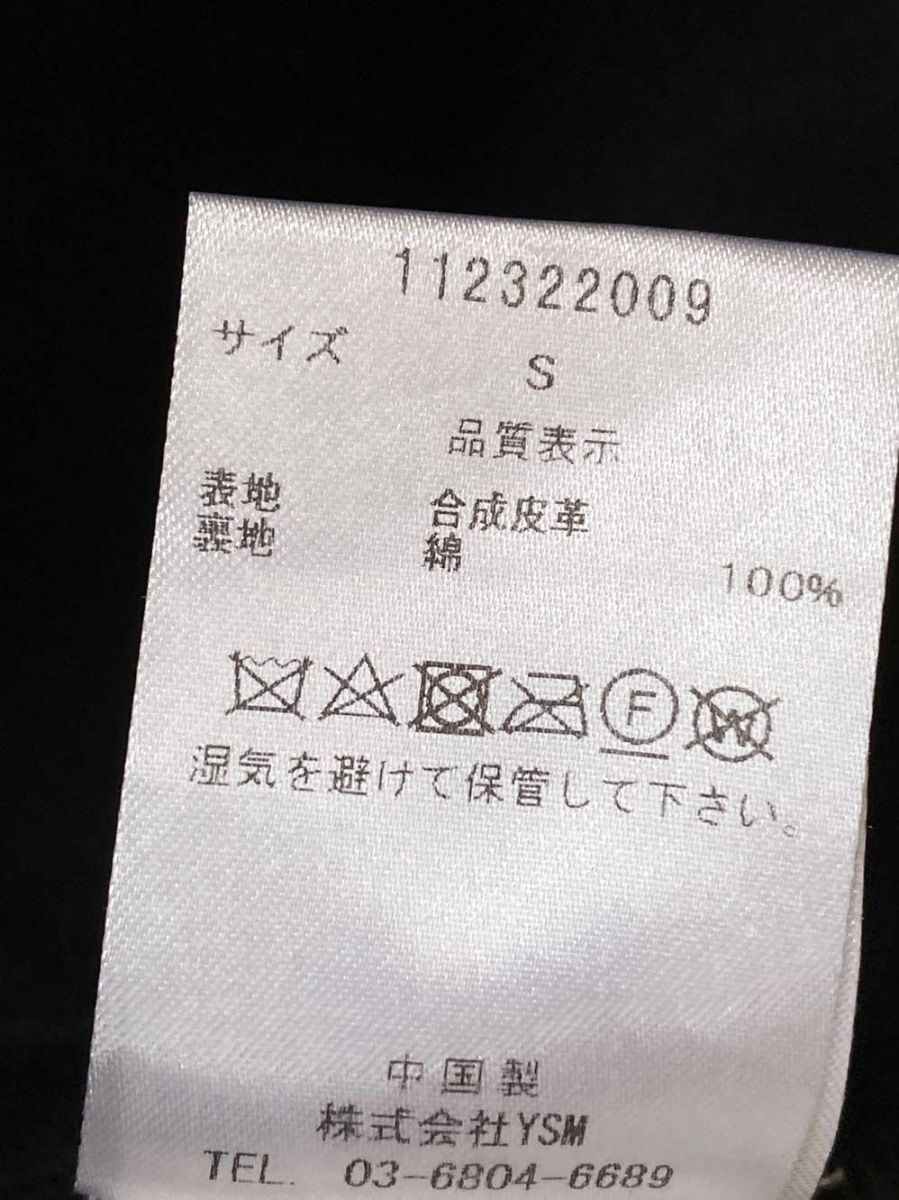 112322009
サイズ S
品質表示
表地 合成皮革
裏地 綿 100%
F W
湿気を避けて保管して下さい。
中国製
株式会社YSM
TEL. 03-6804-6689